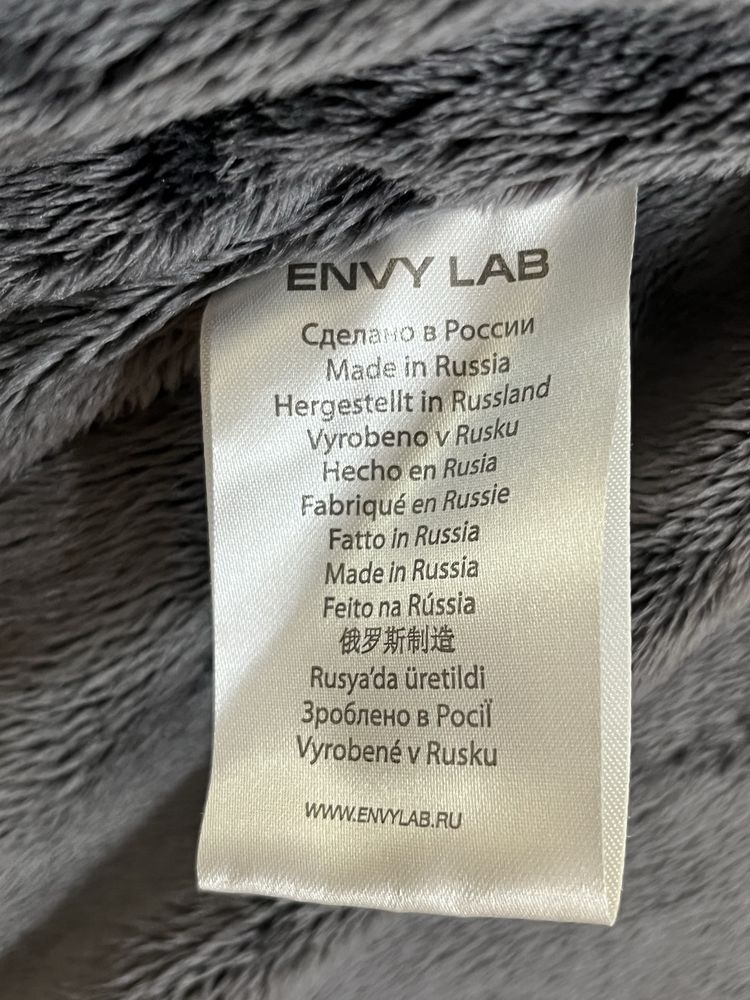 ENVY LAB
Сделано в России
Made in Russia
Hergestellt in Russland
Vyrobeno v Rusku
Hecho en Rusia
Fabriqué en Russie
Fatto in Russia
Made in Russia
Feito na Rússia
俄罗斯制造
Rusya'da üretildi
Зроблено в Росії
Vyrobené v Rusku
WWW.ENVYLAB.RU